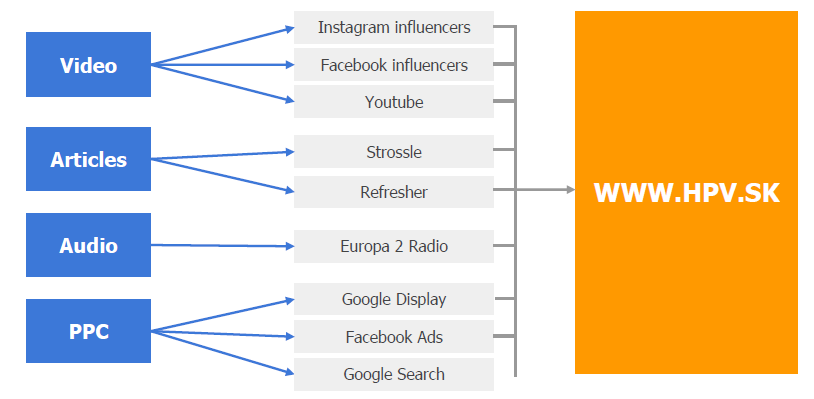 Video
Instagram influencers
Facebook influencers
Youtube
Articles
Strossle
Refresher
Audio
Europa 2 Radio
PPC
Google Display
Facebook Ads
Google Search
WWW.HPV.SK